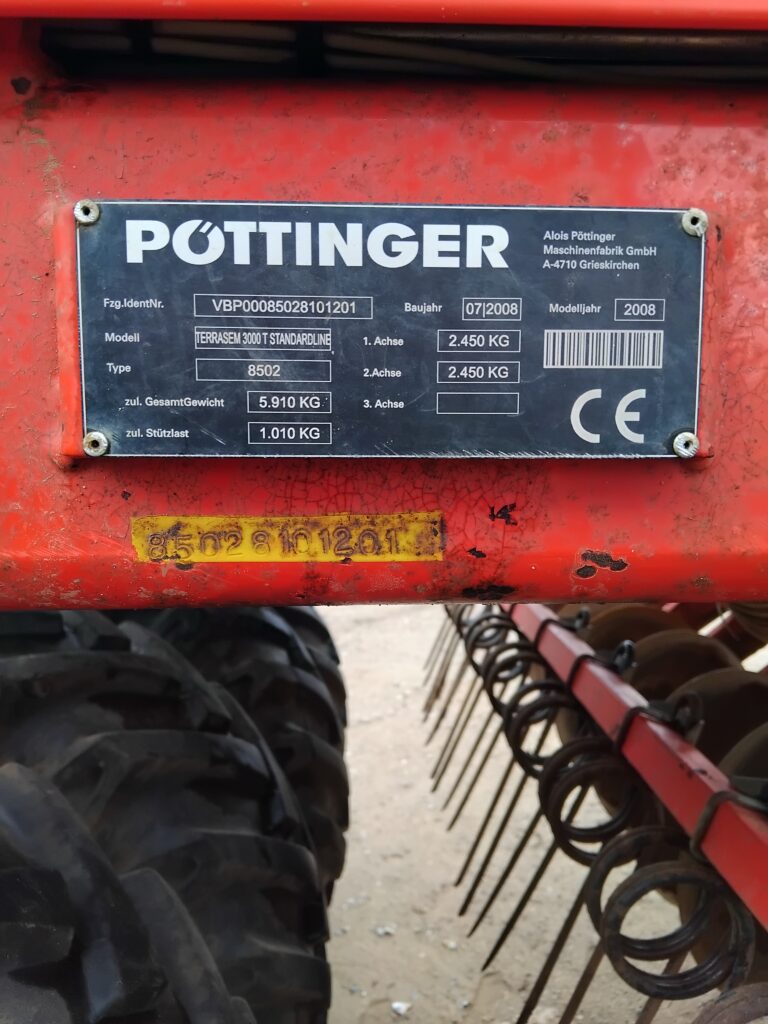 PÖTTINGER
Alois Pöttinger
Maschinenfabrik GmbH
A-4710 Grieskirchen
Fzg.IdentNr. VBP00085028101201 Baujahr 07|2008 Modelljahr 2008
Modell TERRASEM 3000 T STANDARDLINE 1. Achse 2.450 KG
Type 8502 2.Achse 2.450 KG
zul. GesamtGewicht 5.910 KG 3. Achse
zul. Stützlast 1.010 KG
CE
85028101201